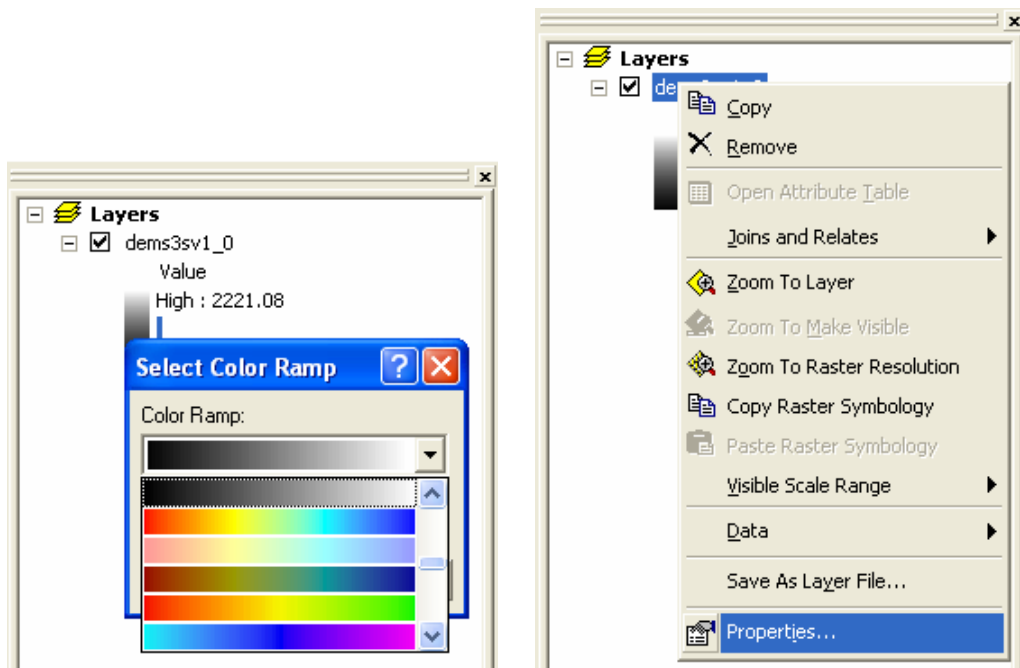 Layers
dems3sv1_0
Value
High : 2221.08
Select Color Ramp
Color Ramp:
Layers
Copy
Remove
Open Attribute Table
Joins and Relates
Zoom To Layer
Zoom To Make Visible
Zoom To Raster Resolution
Copy Raster Symbology
Paste Raster Symbology
Visible Scale Range
Data
Save As Layer File...
Properties...